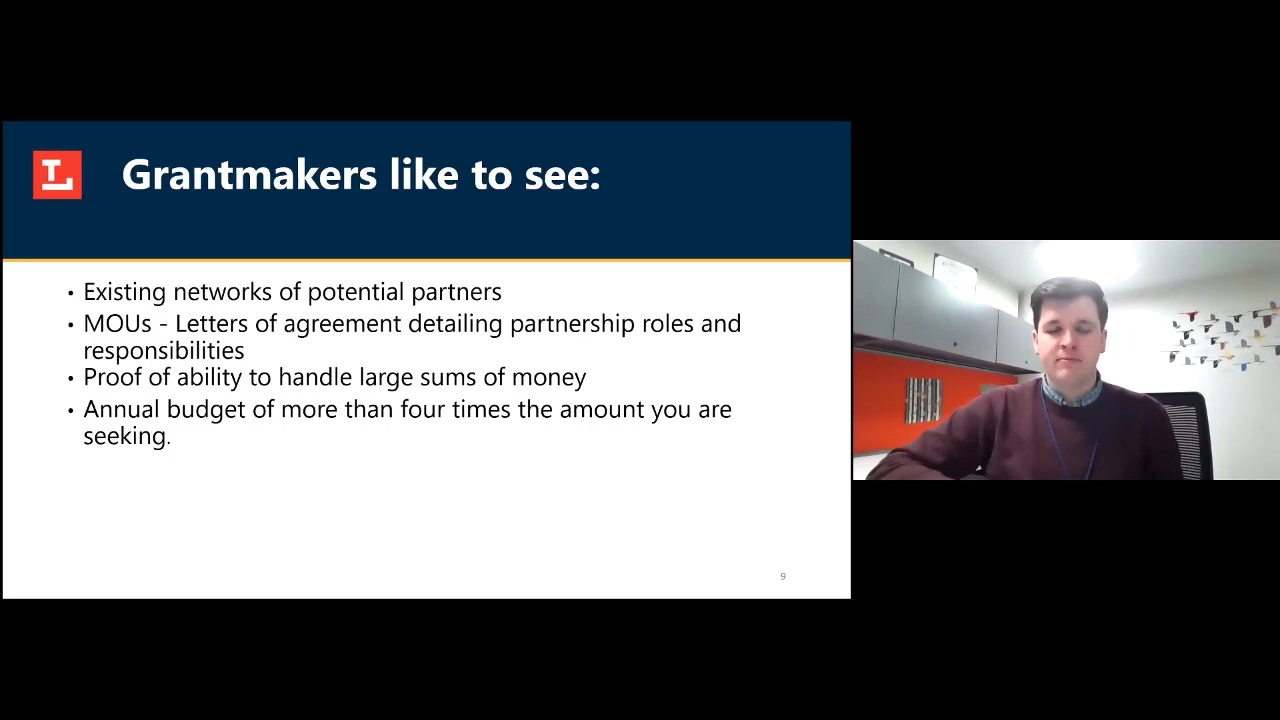 TL
Grantmakers like to see:
• Existing networks of potential partners
• MOUs - Letters of agreement detailing partnership roles and
responsibilities
• Proof of ability to handle large sums of money
• Annual budget of more than four times the amount you are
seeking.
9